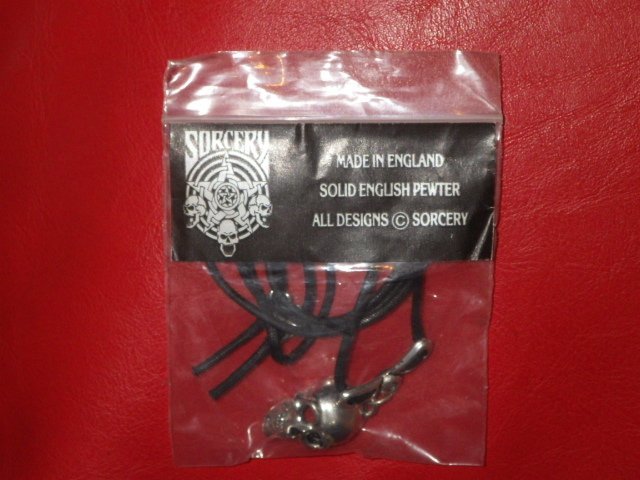 SORCERY
MADE IN ENGLAND
SOLID ENGLISH PEWTER
ALL DESIGNS © SORCERY